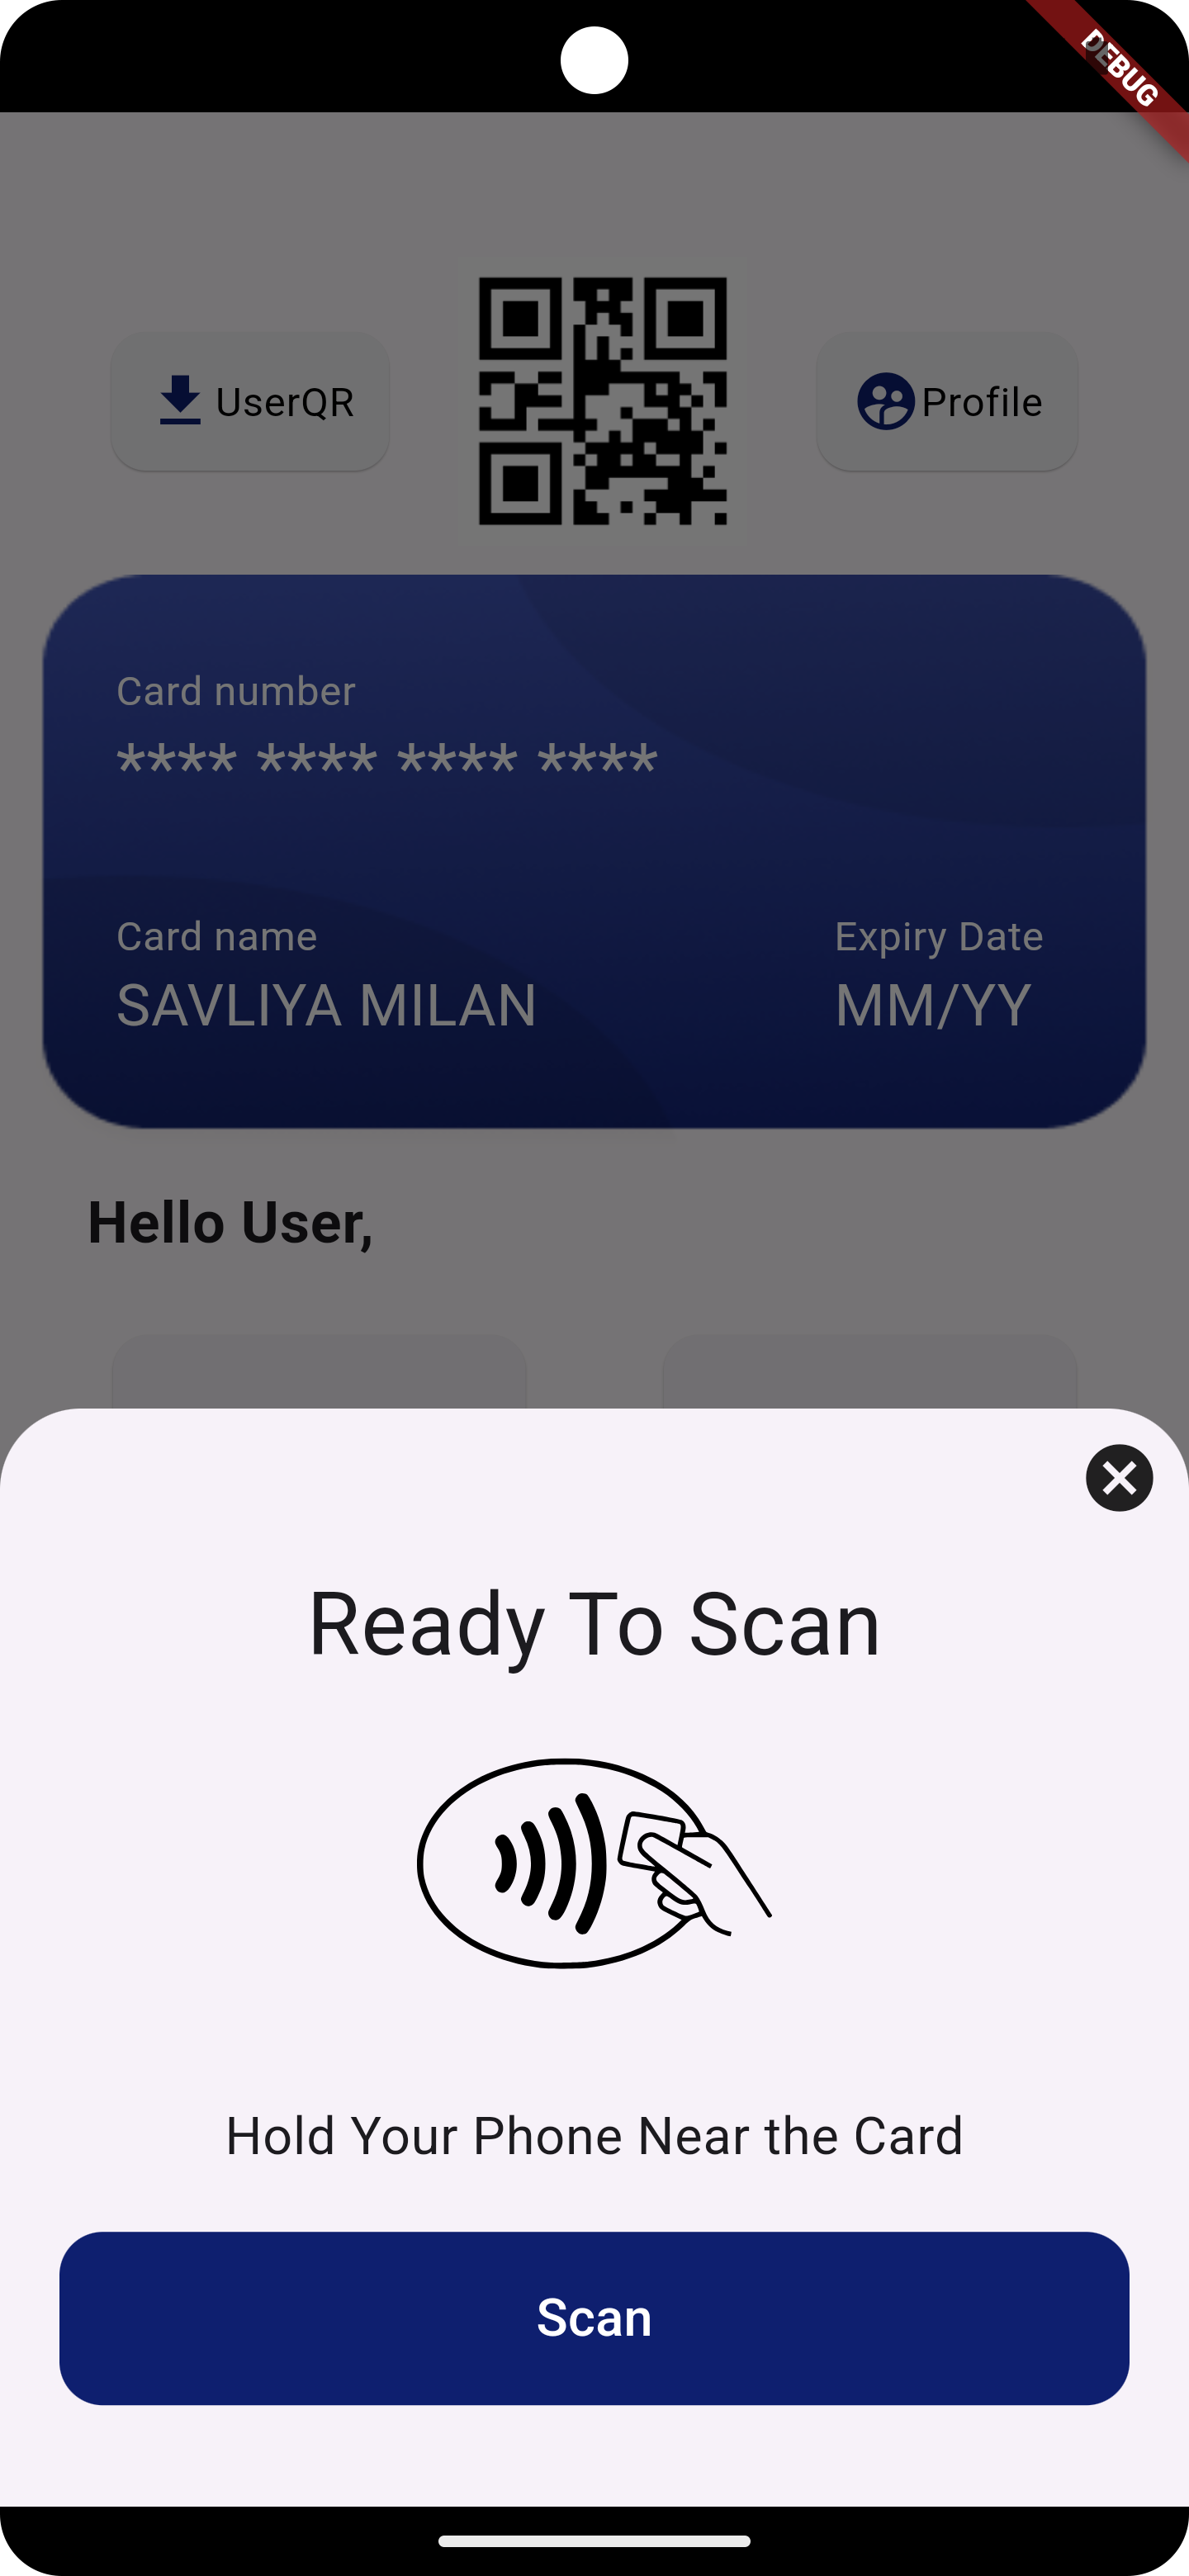 DEBUG
UserQR
Profile
Card number
**** **** **** ****
Card name
Expiry Date
SAVLIYA MILAN
MM/YY
Hello User,
Ready To Scan
Hold Your Phone Near the Card
Scan